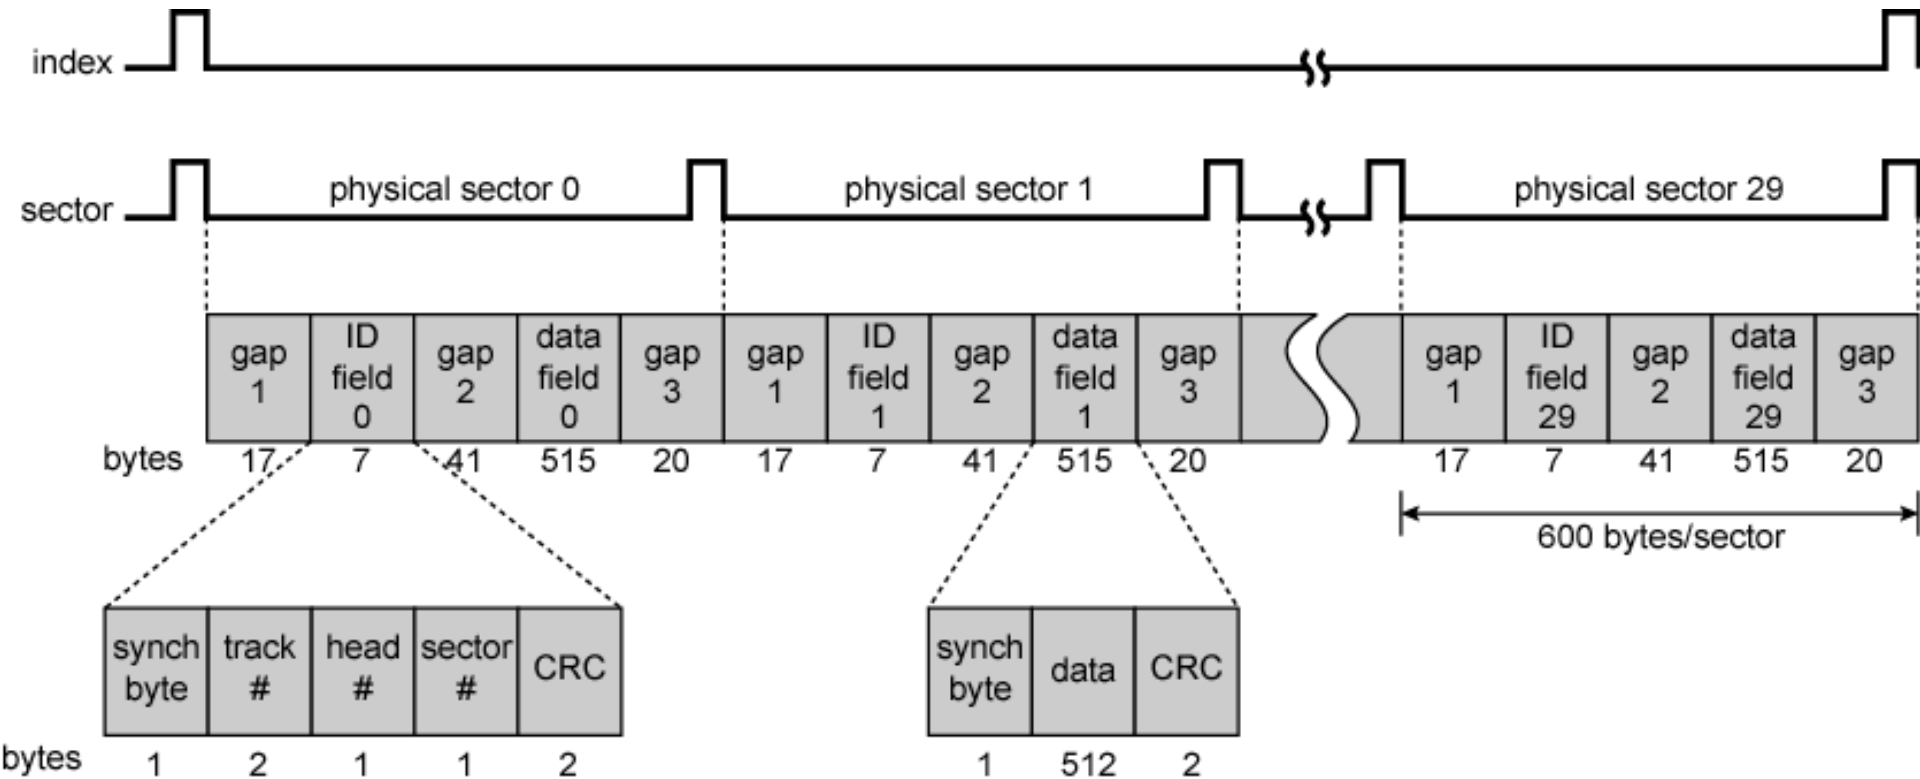 index
sector
physical sector 0
physical sector 1
physical sector 29
gap
1
ID
field
0
gap
2
data
field
0
gap
3
gap
1
ID
field
1
gap
2
data
field
1
gap
3
gap
1
ID
field
29
gap
2
data
field
29
gap
3
bytes 17 7 41 515 20 17 7 41 515 20 17 7 41 515 20
600 bytes/sector
synch
byte
track
#
head
#
sector
#
CRC
synch
byte
data
CRC
bytes 1 2 1 1 2 1 512 2